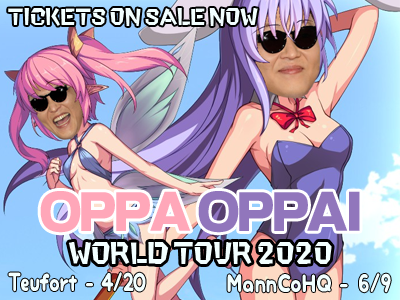 TICKETS ON SALE NOW
OPPA OPPAI
WORLD TOUR 2020
Teufort - 4/20 MannCoHQ - 6/9